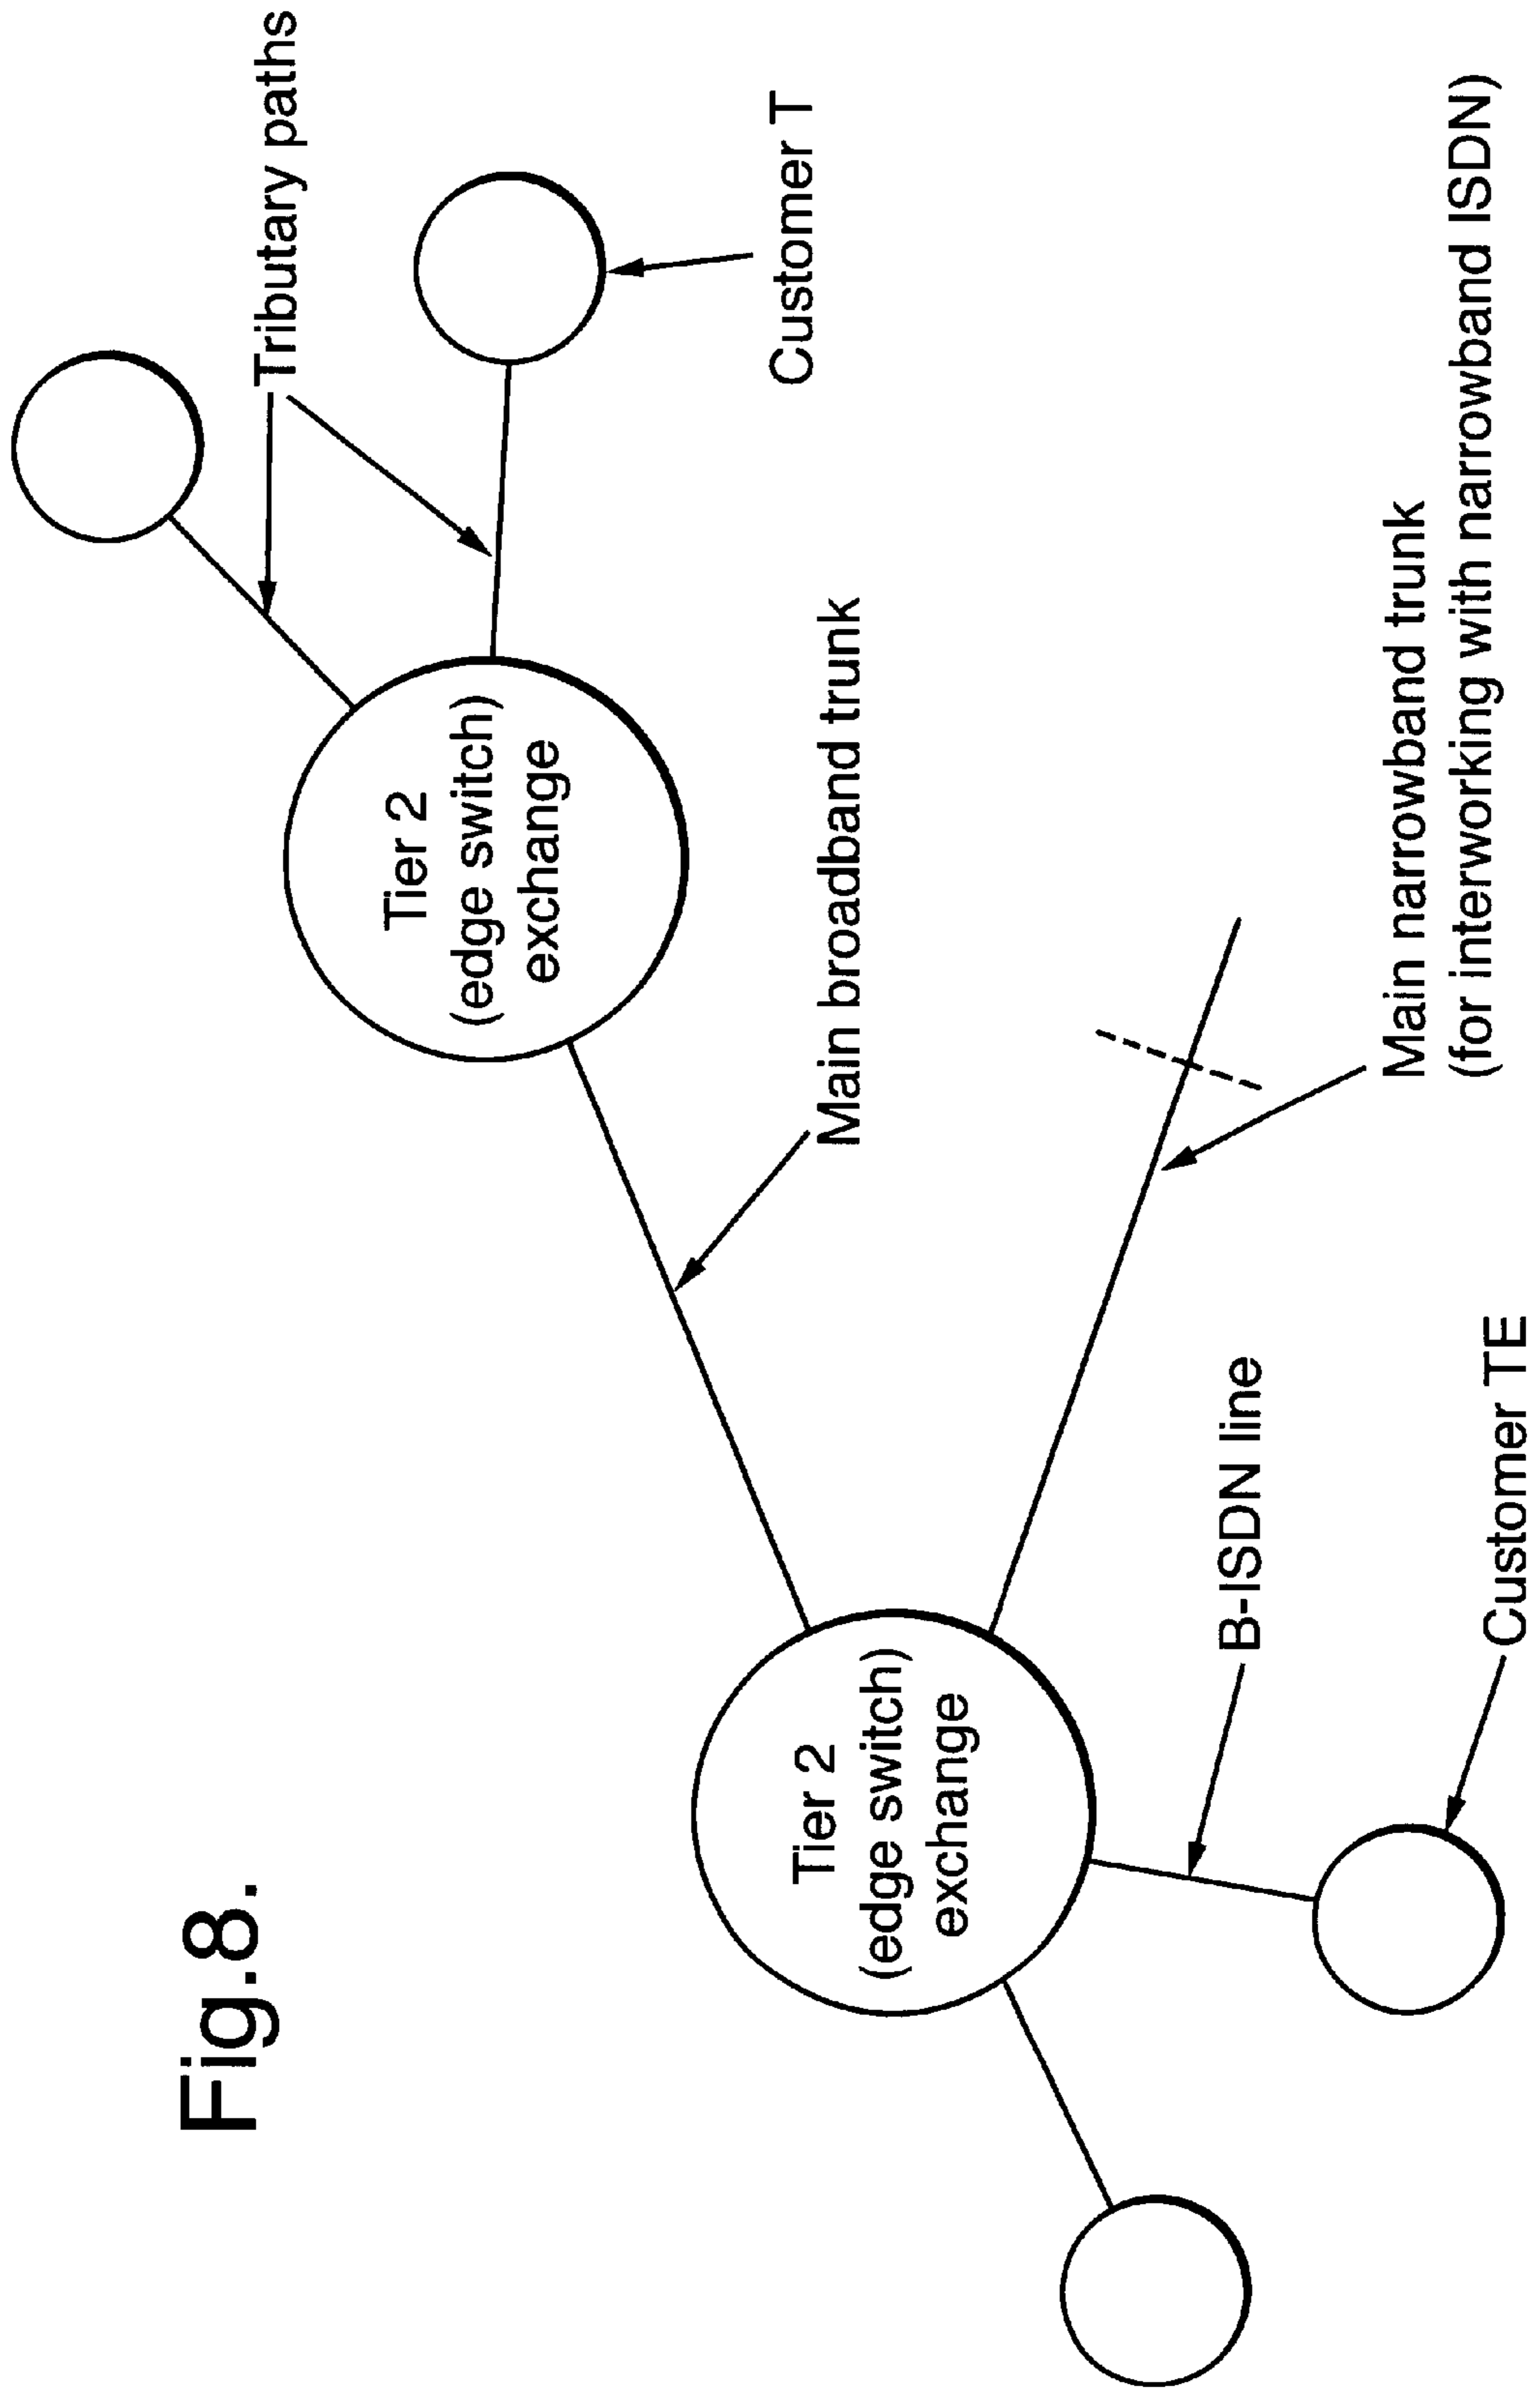 Fig.8.
Tributary paths
Tier 2
(edge switch)
exchange
Customer T
Main broadband trunk
Tier 2
(edge switch)
exchange
B-ISDN line
Main narrowband trunk
(for interworking with narrowband ISDN)
Customer TE